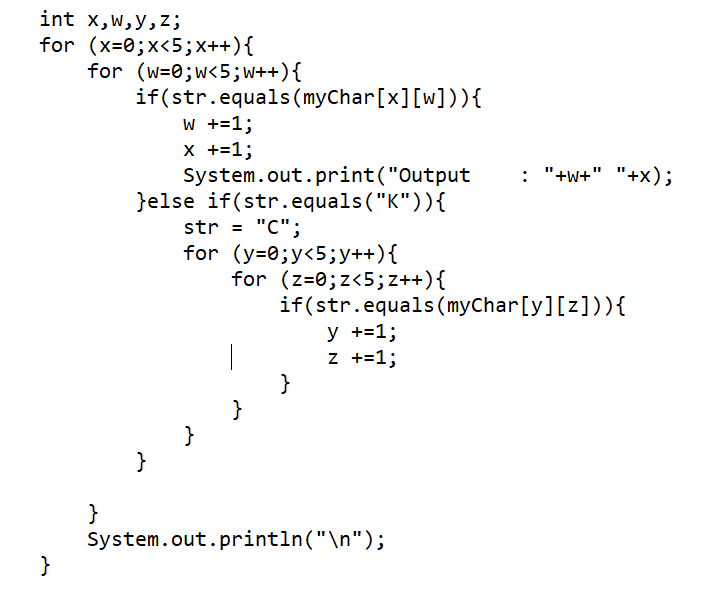 int x,w,y,z;
for (x=0;x<5;x++){
    for (w=0;w<5;w++){
        if(str.equals(myChar[x][w])){
            w +=1;
            x +=1;
            System.out.print("Output    : "+w+" "+x);
        }else if(str.equals("K")){
            str = "C";
            for (y=0;y<5;y++){
                for (z=0;z<5;z++){
                    if(str.equals(myChar[y][z])){
                        y +=1;
                        z +=1;
                    }
                }
            }
        }

    }
    System.out.println("\n");
}